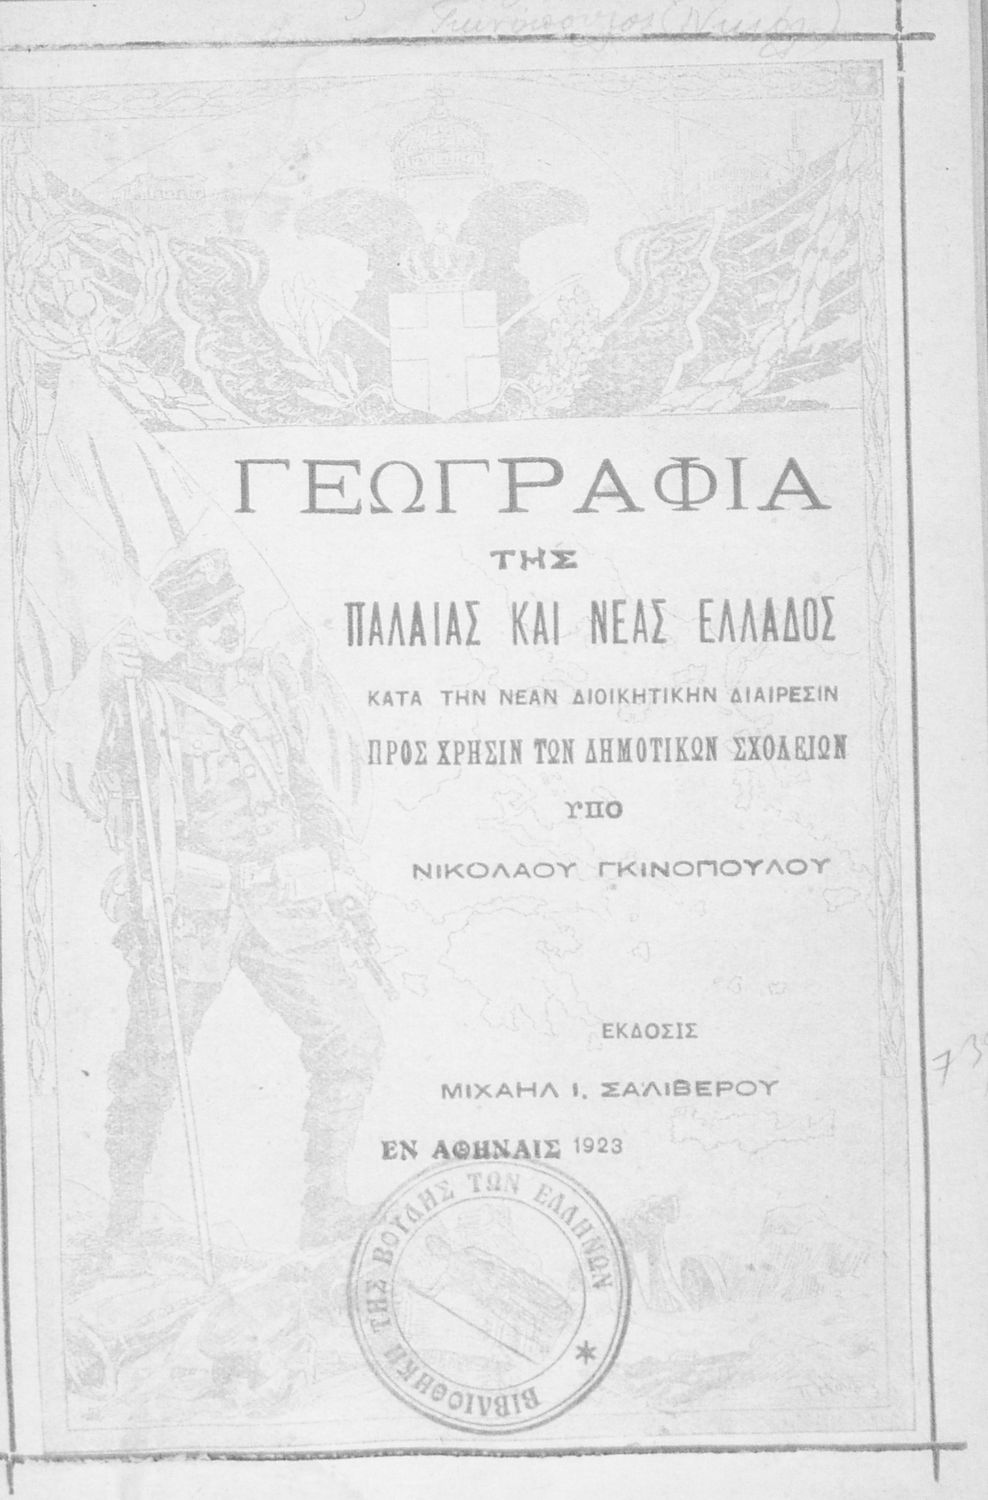 ΓΕΩΓΡΑΦΙΑ
ΤΗΣ
ΠΑΛΑΙΑΣ ΚΑΙ ΝΕΑΣ ΕΛΛΑΔΟΣ
ΚΑΤΑ ΤΗΝ ΝΕΑΝ ΔΙΟΙΚΗΤΙΚΗΝ ΔΙΑΙΡΕΣΙΝ
ΠΡΟΣ ΧΡΗΣΙΝ ΤΩΝ ΔΗΜΟΤΙΚΩΝ ΣΧΟΛΕΙΩΝ
ΥΠΟ
ΝΙΚΟΛΑΟΥ ΓΚΙΝΟΠΟΥΛΟΥ
ΕΚΔΟΣΙΣ
ΜΙΧΑΗΛ Ι. ΣΑΛΙΒΕΡΟΥ
ΕΝ ΑΘΗΝΑΙΣ 1923
ΒΙΒΛΙΟΘΗΚΗ ΤΗΣ ΒΟΥΛΗΣ ΤΩΝ ΕΛΛΗΝΩΝ